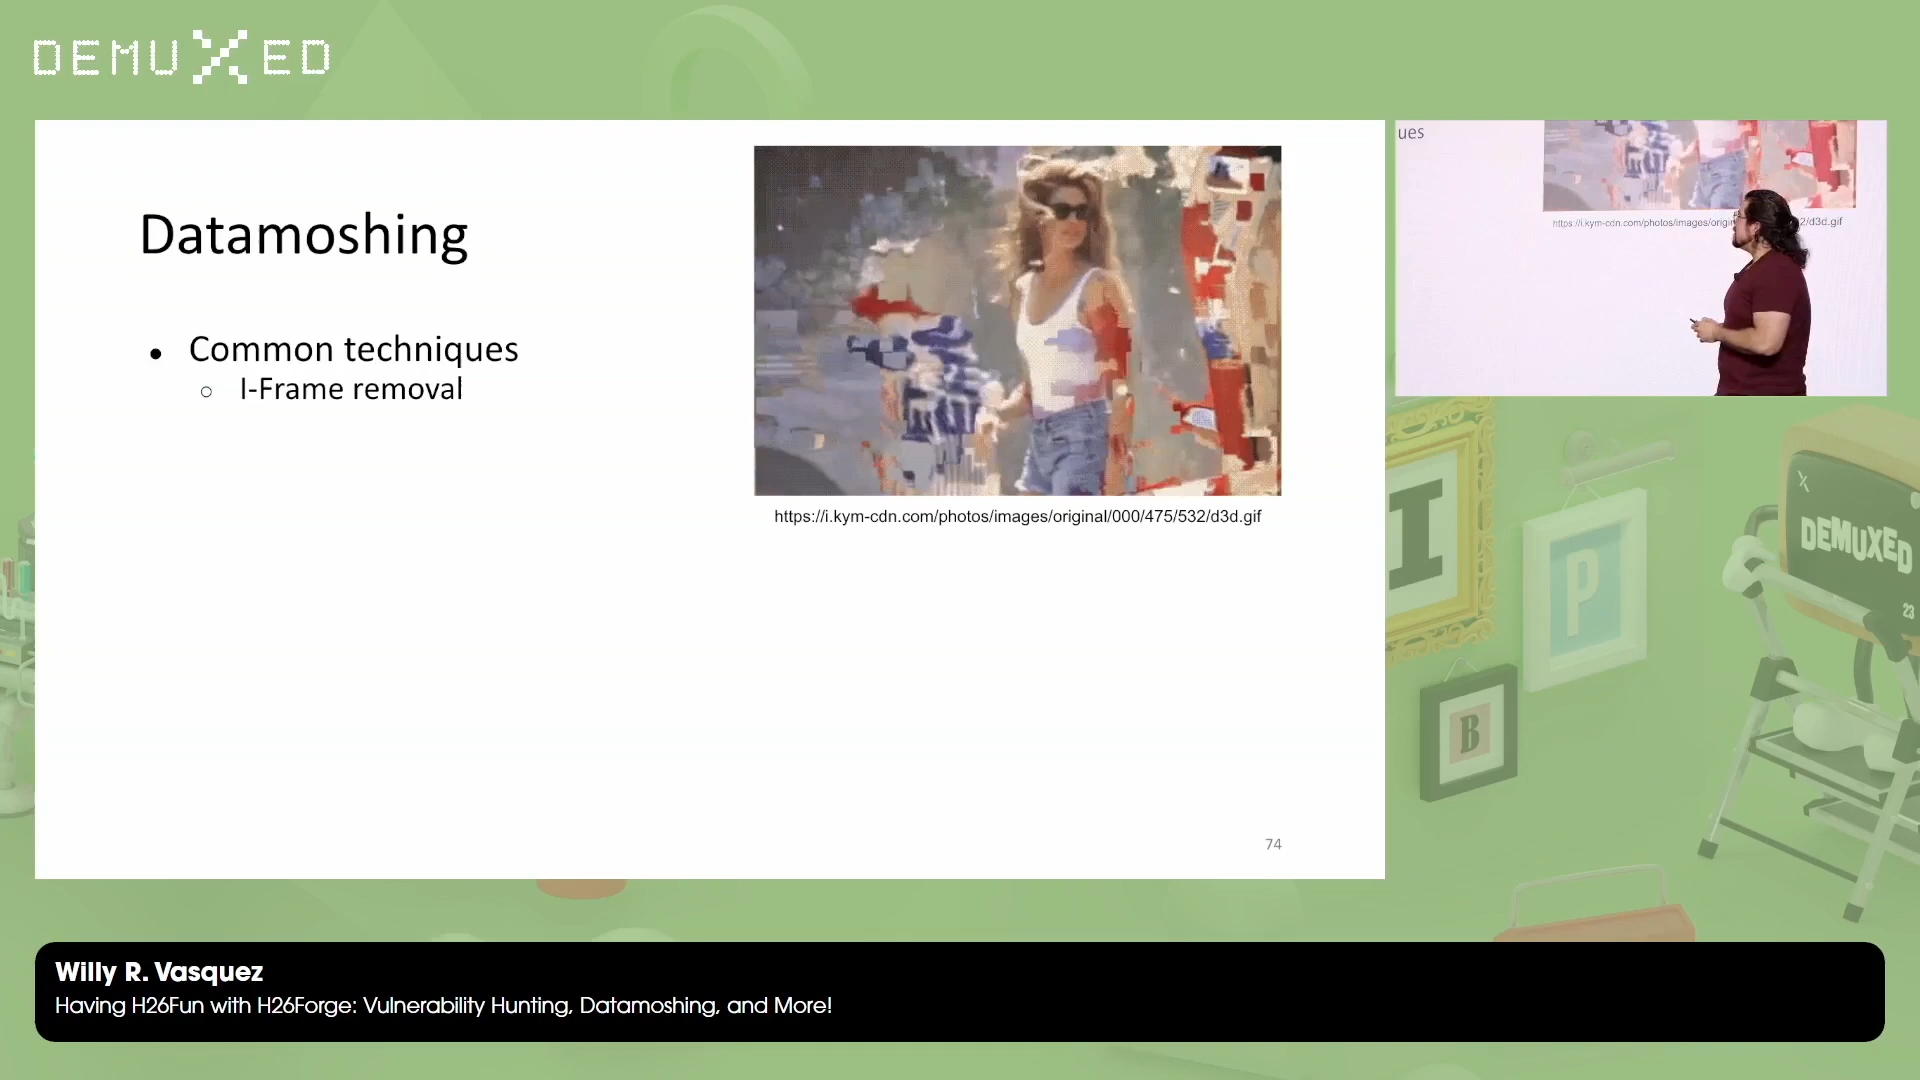 DEMUXED
Datamoshing
• Common techniques
○ I-Frame removal
https://i.kym-cdn.com/photos/images/original/000/475/532/d3d.gif
74
ues
https://i.kym-cdn.com/photos/images/origin
2/d3d.gif
I
P
B
X
DEMUXED
23
Willy R. Vasquez
Having H26Fun with H26Forge: Vulnerability Hunting, Datamoshing, and More!